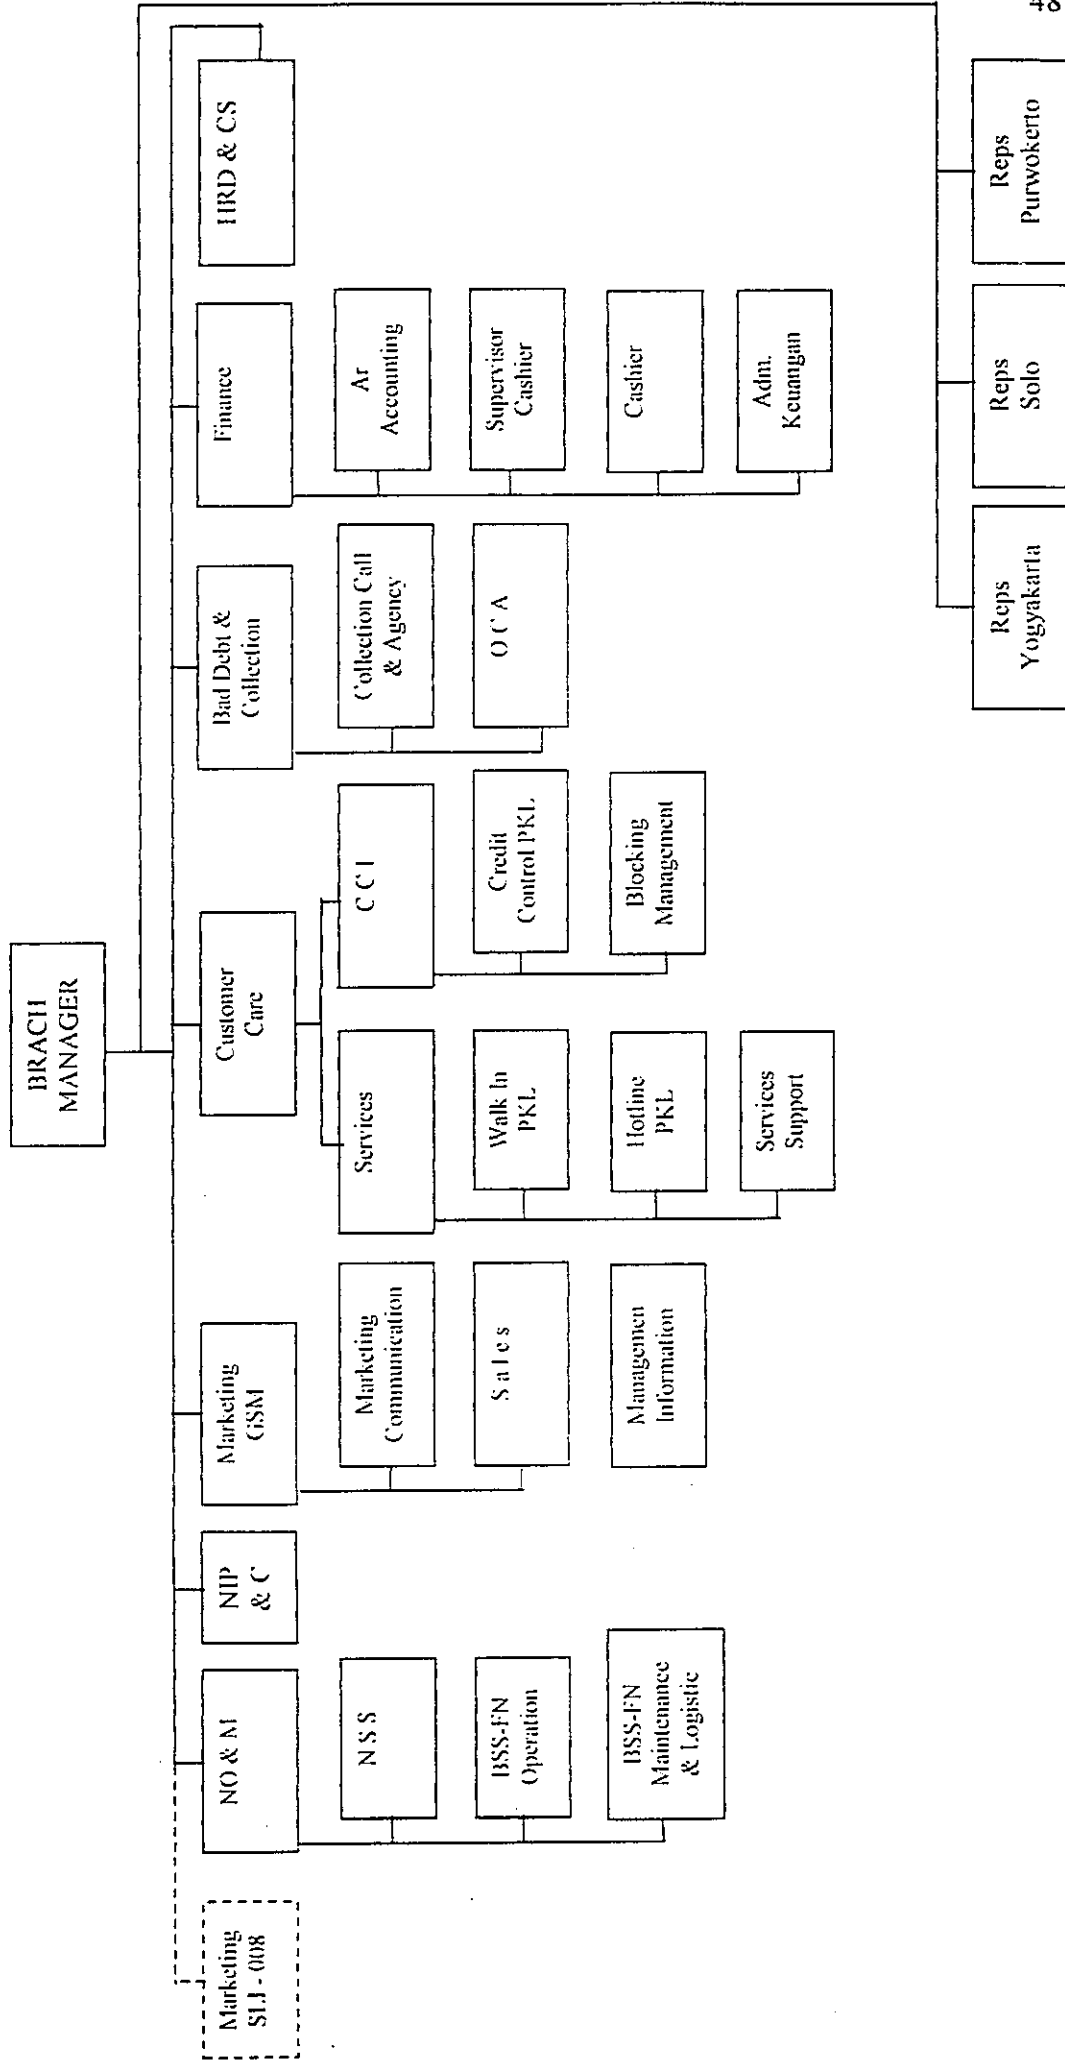 BRACH
MANAGER
Marketing
SLJ - 008
NO & M
NIP
& C
Marketing
GSM
Customer
Care
Bad Debt &
Collection
Finance
HRD & CS
N S S
BSS-FN
Operation
BSS-FN
Maintenance
& Logistic
Marketing
Communication
S a l e s
Managemen
Information
Services
Walk In
PKL
Hotline
PKL
Services
Support
C C I
Credit
Control PKL
Blocking
Management
Collection Call
& Agency
O C A
Ar
Accounting
Supervisor
Cashier
Cashier
Adm.
Keuangan
Reps
Yogyakarta
Reps
Solo
Reps
Purwokerto
48